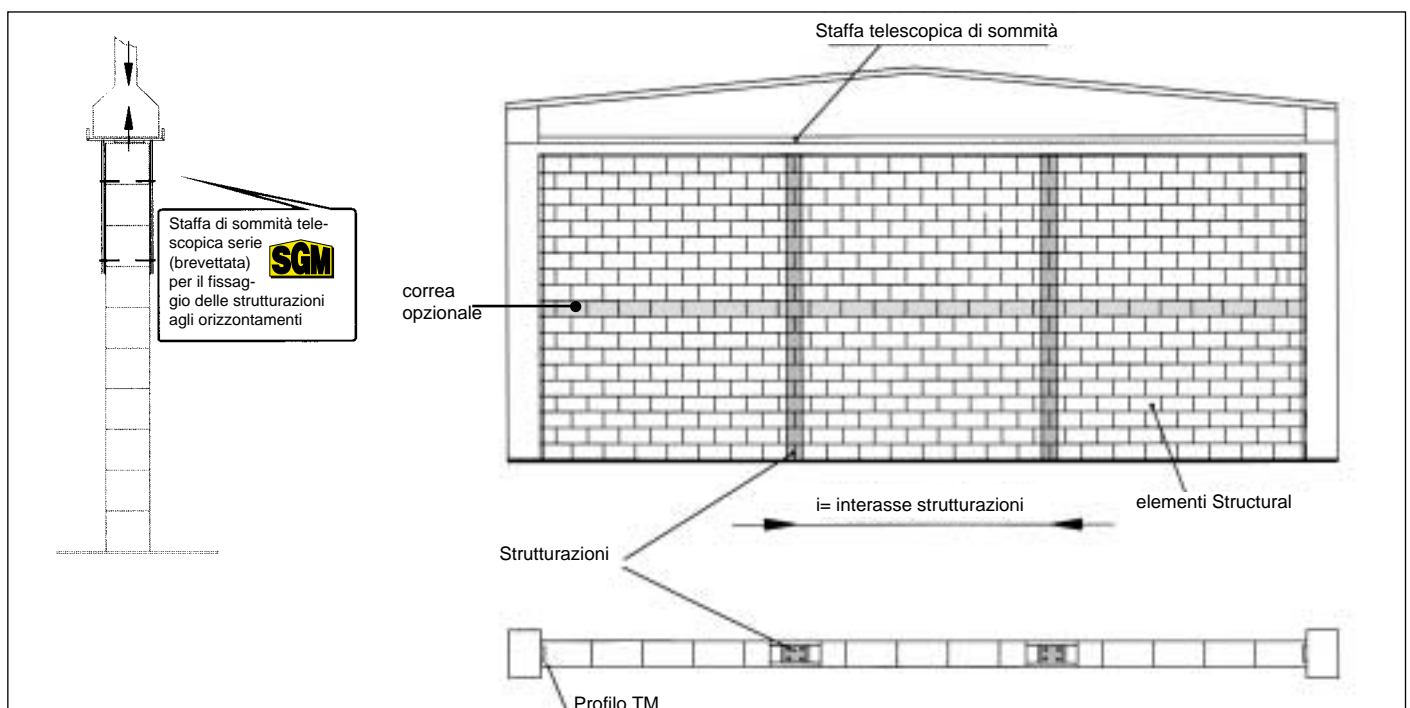 Staffa telescopica di sommità
Staffa di sommità tele-
scopica serie
(brevettata)
per il fissag-
gio delle strutturazioni
agli orizzontamenti
SGM
correa
opzionale
i= interasse strutturazioni
elementi Structural
Strutturazioni
Profilo TM